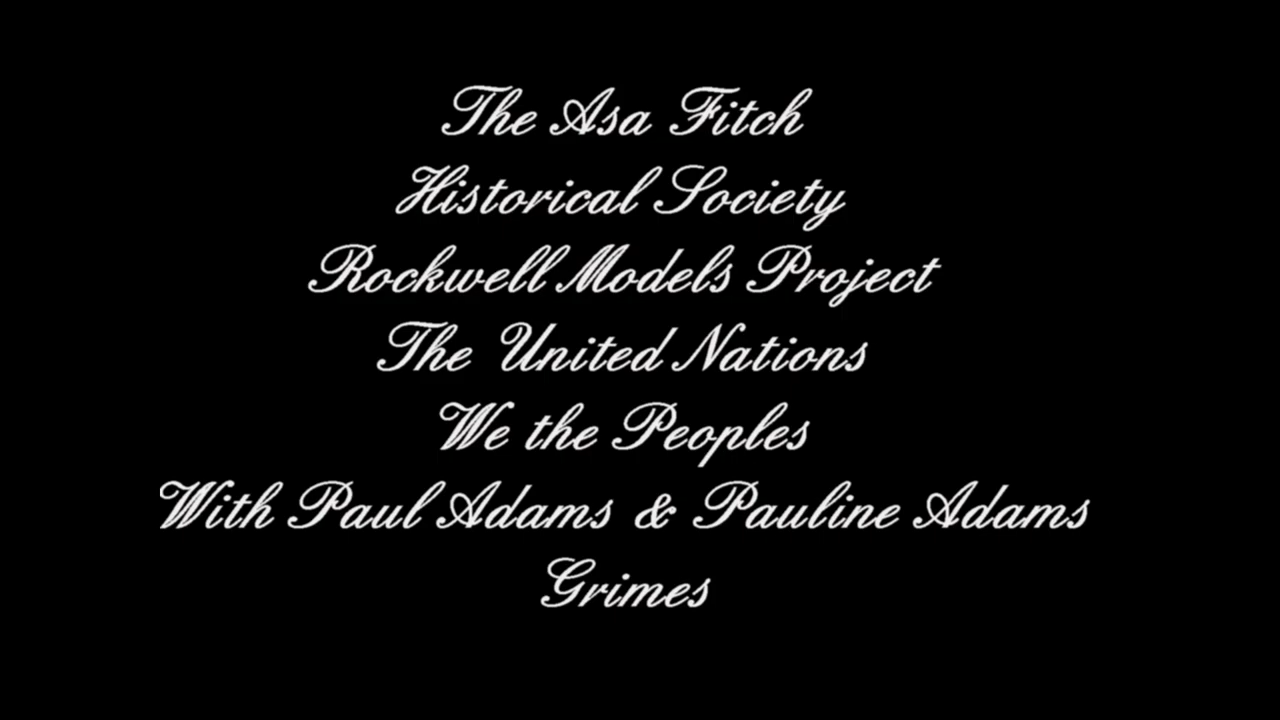 The Asa Fitch
Historical Society
Rockwell Models Project
The United Nations
We the Peoples
With Paul Adams & Pauline Adams
Grimes